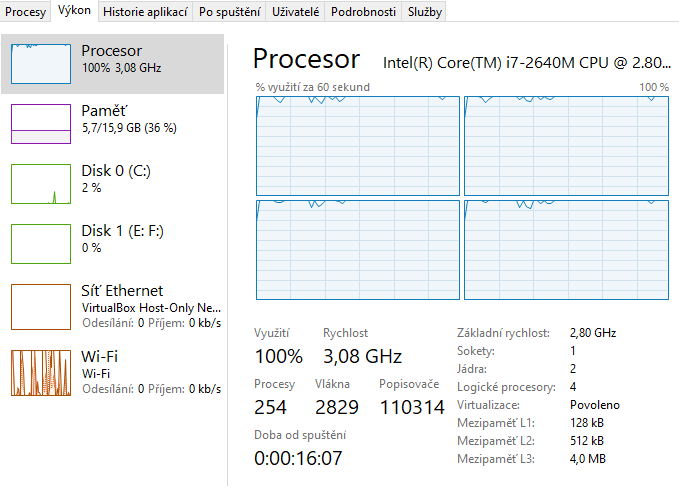 Procesy Výkon Historie aplikací Po spuštění Uživatelé Podrobnosti Služby
Procesor
100% 3,08 GHz
Paměť
5,7/15,9 GB (36 %)
Disk 0 (C:)
2 %
Disk 1 (E: F:)
0 %
Síť Ethernet
VirtualBox Host-Only Ne...
Odesílání: 0 Příjem: 0 kb/s
Wi-Fi
Wi-Fi
Odesílání: 0 Příjem: 0 kb/s
Procesor Intel(R) Core(TM) i7-2640M CPU @ 2.80...
% využití za 60 sekund 100 %
Využití Rychlost
100% 3,08 GHz
Procesy Vlákna Popisovače
254 2829 110314
Doba od spuštění
0:00:16:07
Základní rychlost: 2,80 GHz
Sokety: 1
Jádra: 2
Logické procesory: 4
Virtualizace: Povoleno
Mezipaměť L1: 128 kB
Mezipaměť L2: 512 kB
Mezipaměť L3: 4,0 MB